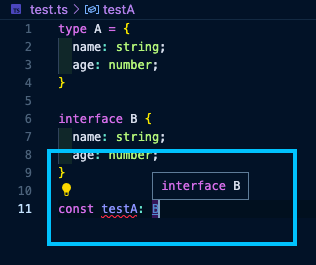 TS test.ts > testA
1 type A = {
2 name: string;
3 age: number;
4 }
5
6 interface B {
7 name: string;
8 age: number;
9 }
10
interface B
11 const testA: B